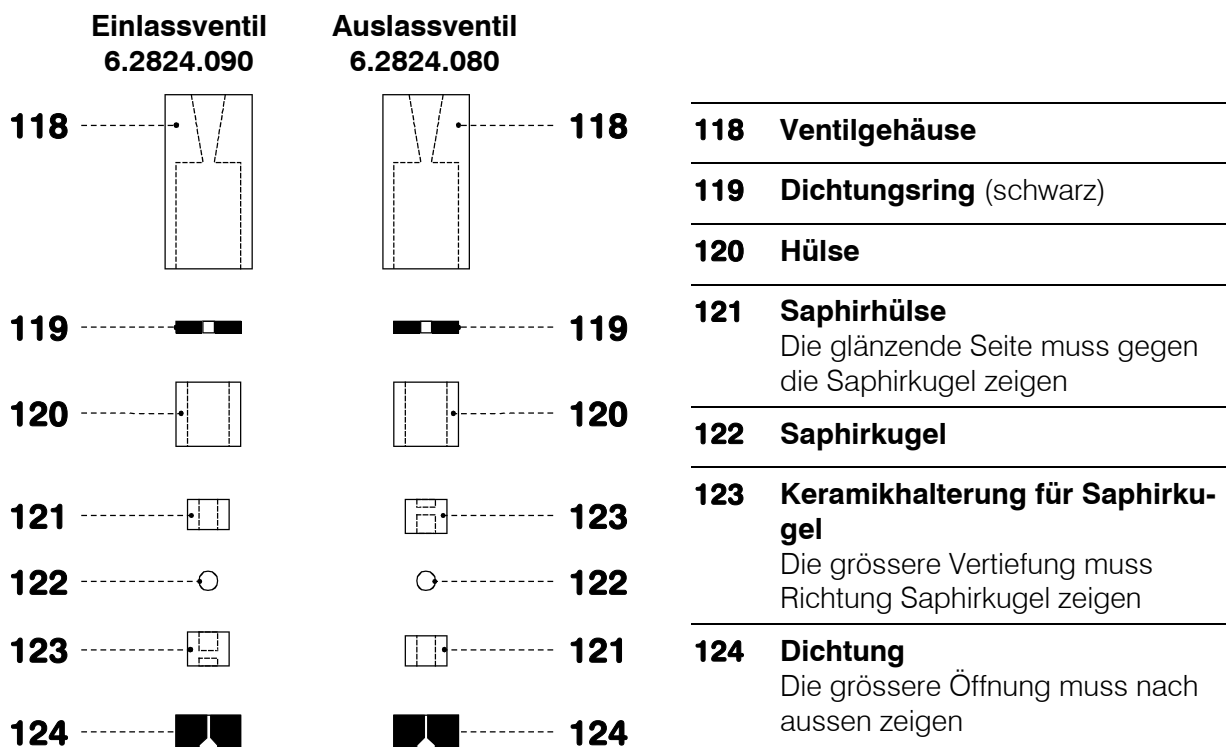 Einlassventil Auslassventil
6.2824.090 6.2824.080
118 118
119 119
120 120
121 123
122 122
123 121
124 124
118 Ventilgehäuse
119 Dichtungsring (schwarz)
120 Hülse
121 Saphirhülse
Die glänzende Seite muss gegen
die Saphirkugel zeigen
122 Saphirkugel
123 Keramikhalterung für Saphirku-
gel
Die grössere Vertiefung muss
Richtung Saphirkugel zeigen
124 Dichtung
Die grössere Öffnung muss nach
aussen zeigen